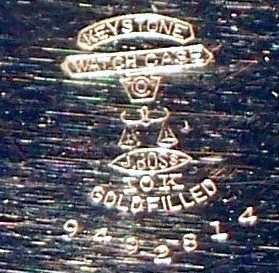 KEYSTONE
WATCH CASE
C
J.BOSS
10K
GOLD FILLED
9492814